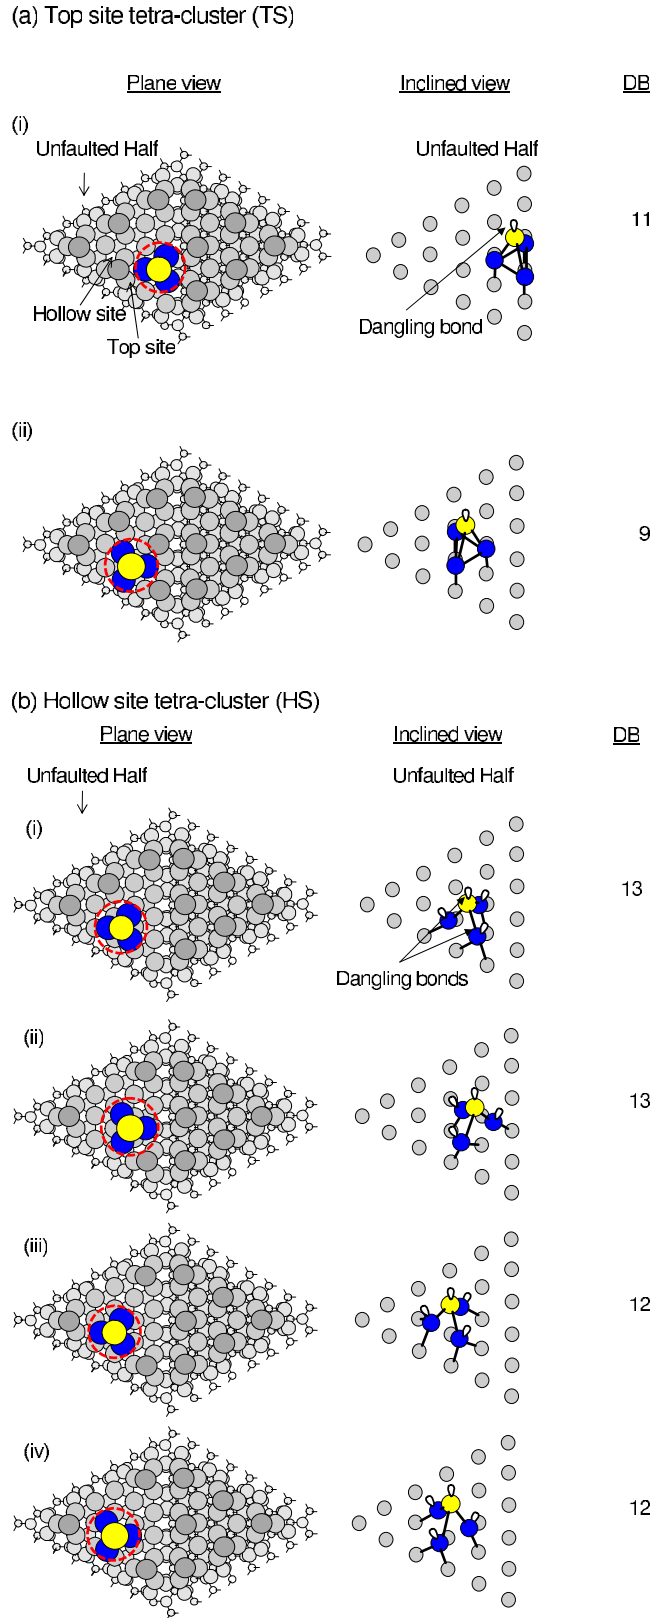 (a) Top site tetra-cluster (TS)
Plane view Inclined view DB
(i)
Unfaulted Half Unfaulted Half
11
Hollow site
Top site
Dangling bond
(ii)
9
(b) Hollow site tetra-cluster (HS)
Plane view Inclined view DB
Unfaulted Half Unfaulted Half
(i)
13
Dangling bonds
(ii)
13
(iii)
12
(iv)
12